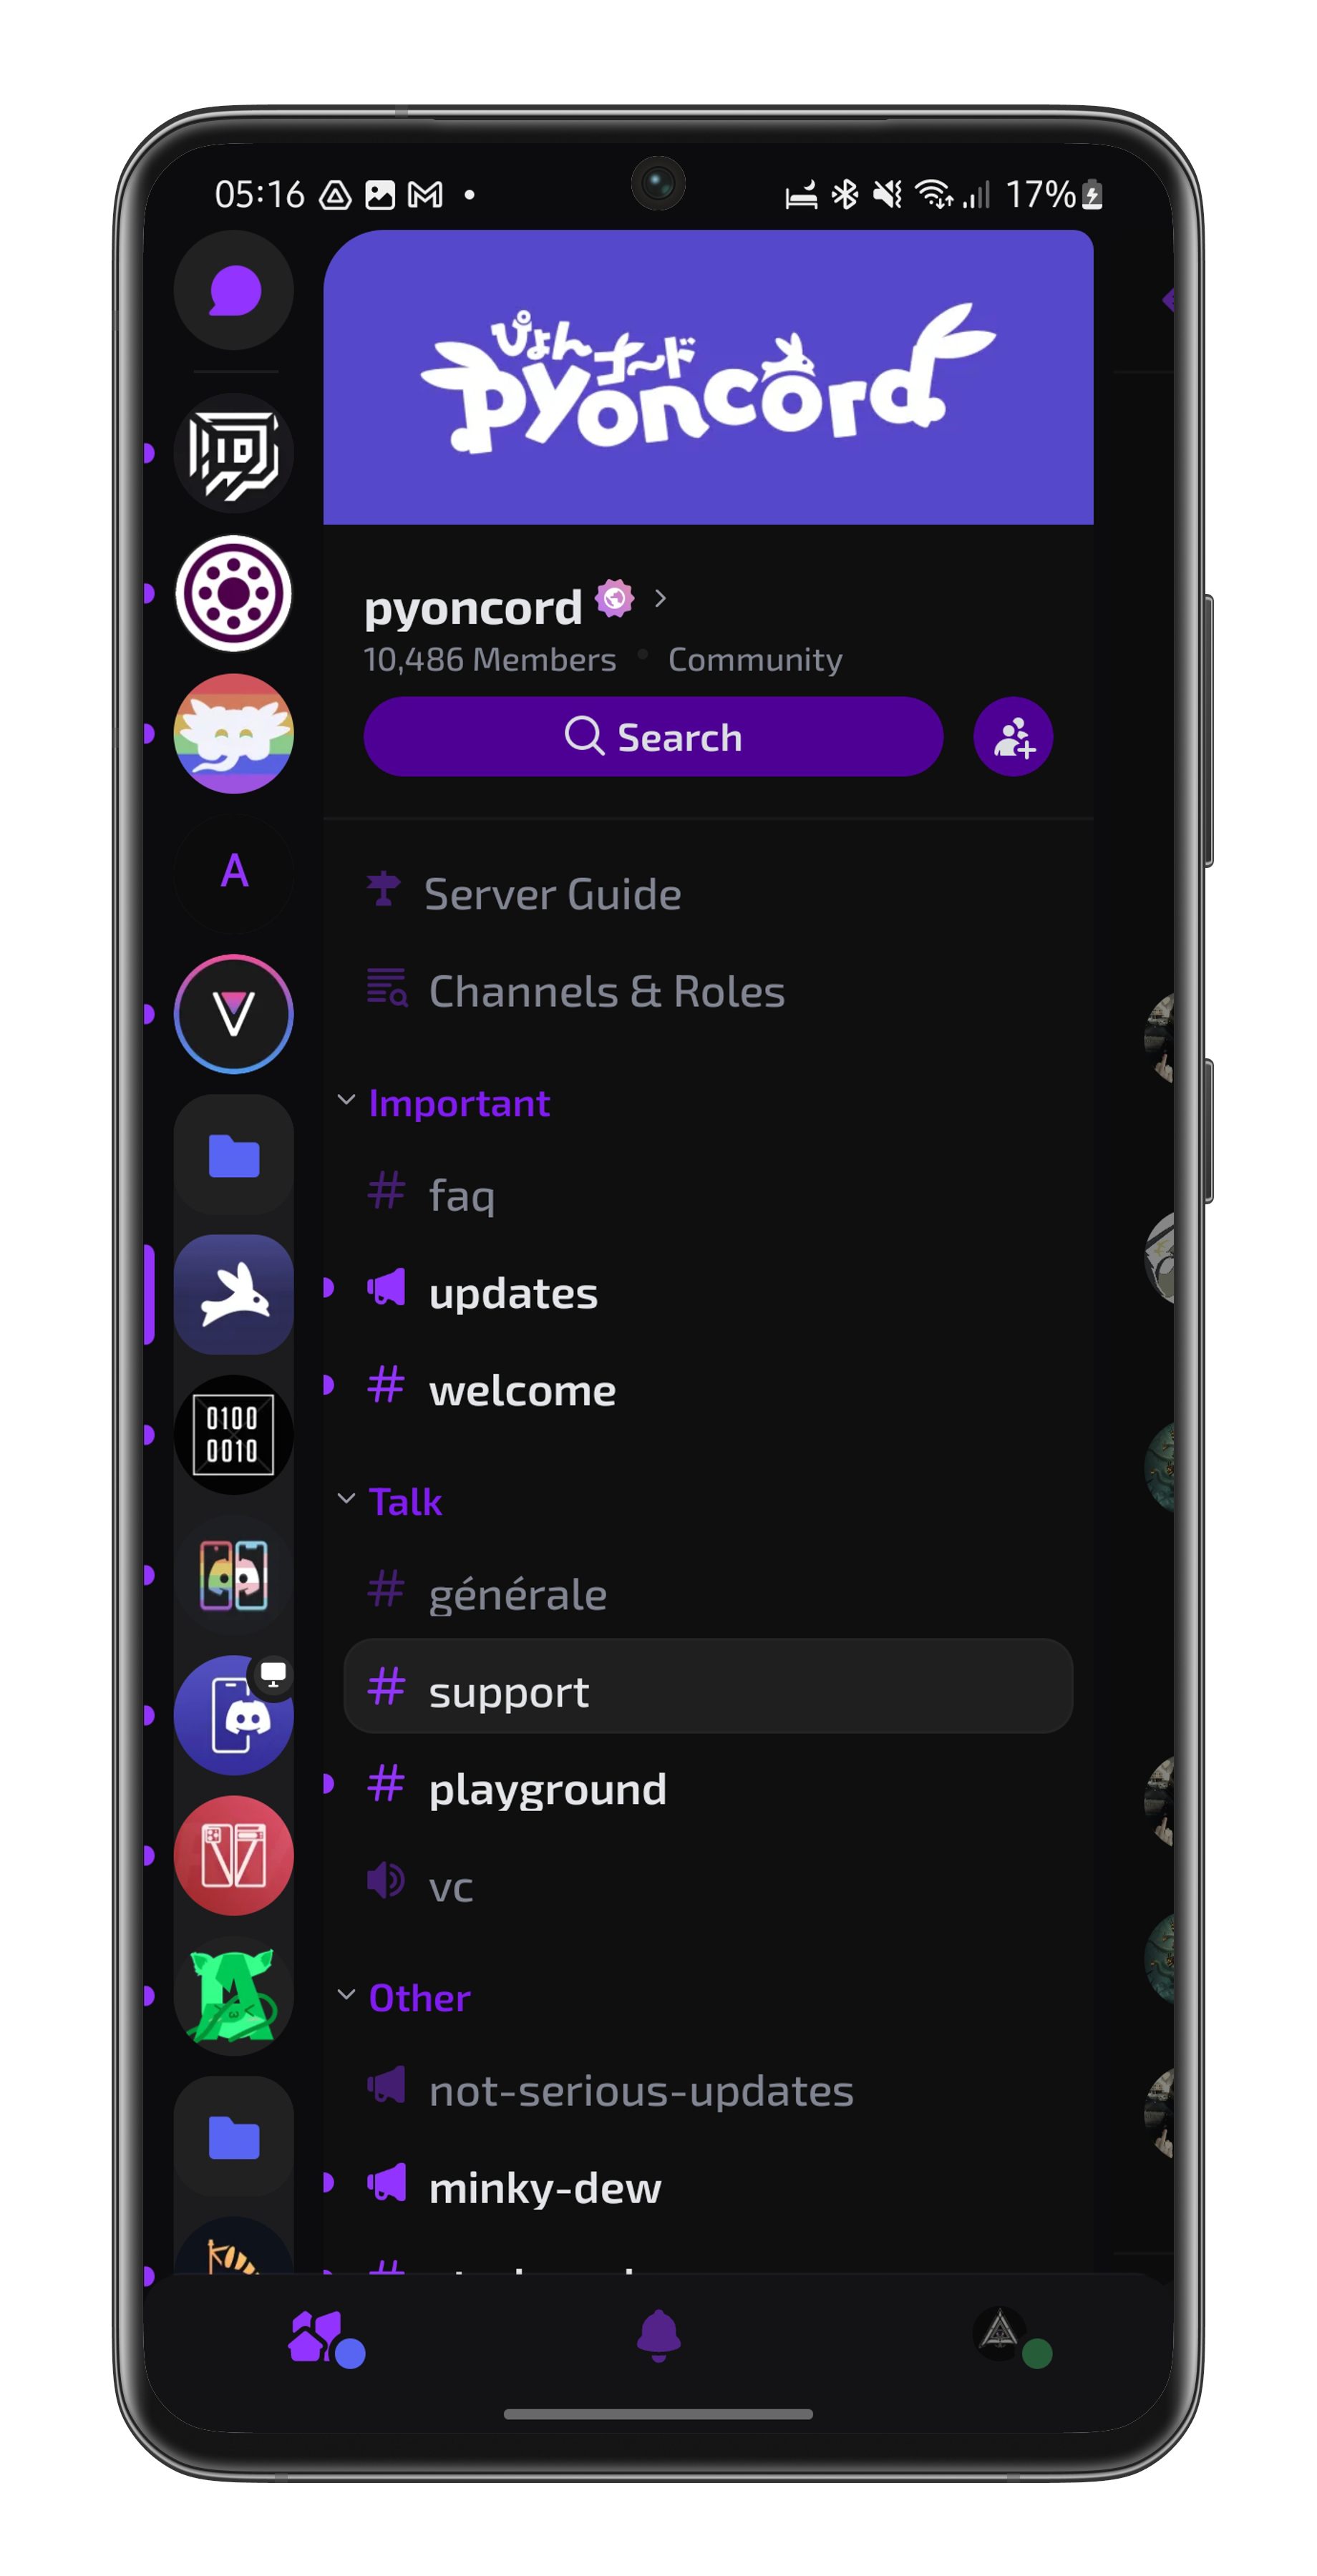 05:16
17%
ぴょんコード
pyoncord
pyoncord
10,486 Members • Community
Search
A
Server Guide
Channels & Roles
Important
faq
updates
welcome
0100
0010
Talk
générale
support
playground
vc
Other
not-serious-updates
minky-dew